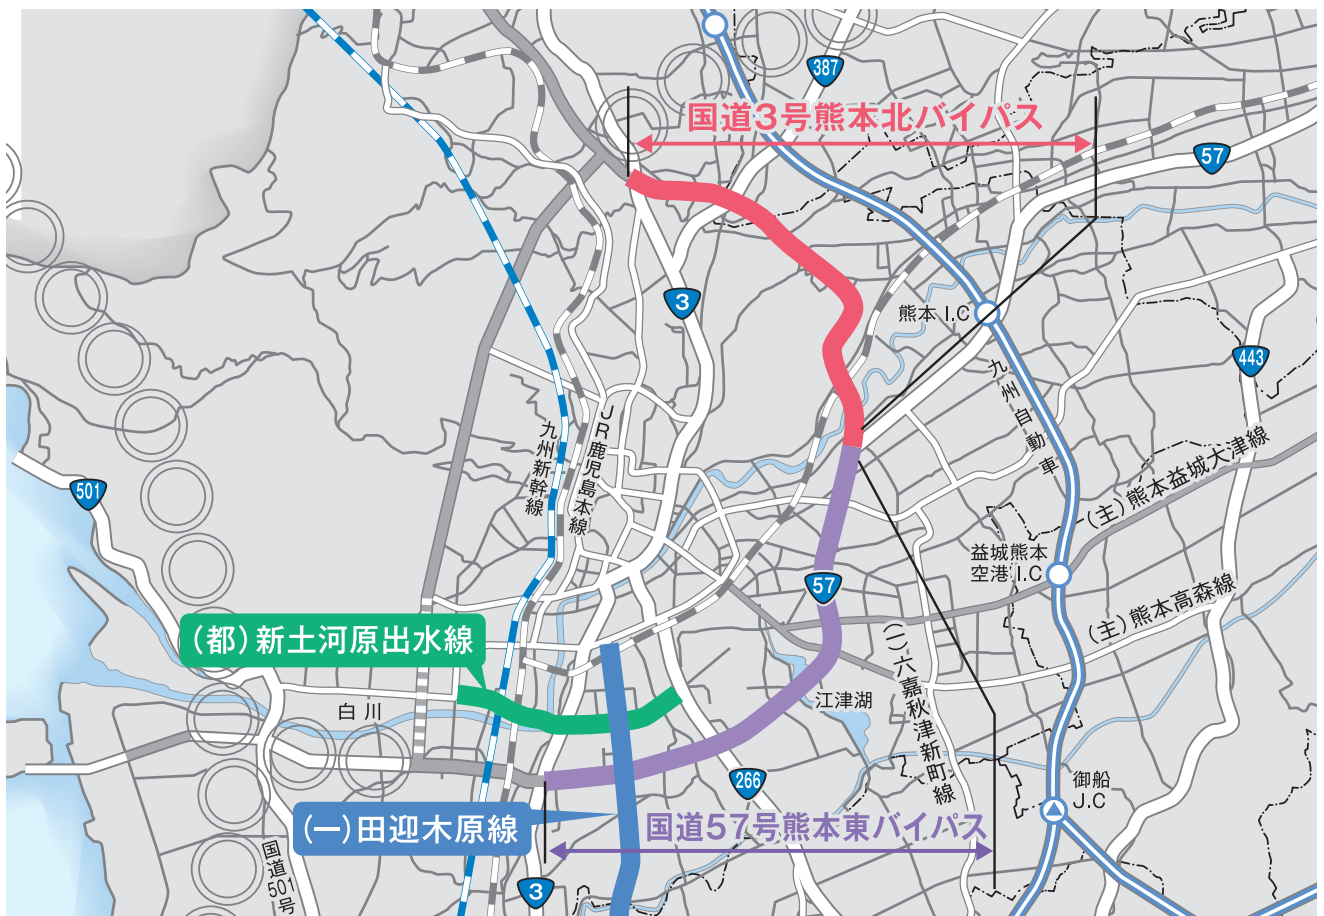 387
国道3号熊本北バイパス
57
3
熊本 I.C
443
九州自動車
JR鹿児島本線
九州新幹線
(主)熊本益城大津線
501
益城熊本
空港 I.C
57
(主)熊本高森線
(都)新土河原出水線
(一)六嘉秋津新町線
江津湖
白川
266
御船
J.C
(一)田迎木原線
国道57号熊本東バイパス
国道501号
3